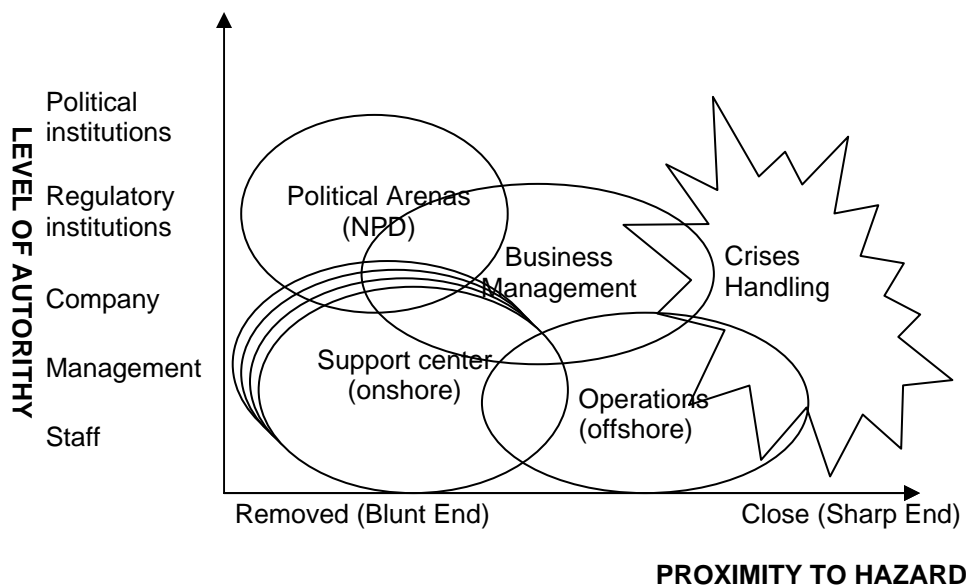 LEVEL OF AUTORITHY
Political
institutions
Regulatory
institutions
Company
Management
Staff
Political Arenas
(NPD)
Business
Management
Crises
Handling
Support center
(onshore)
Operations
(offshore)
Removed (Blunt End)
Close (Sharp End)
PROXIMITY TO HAZARD